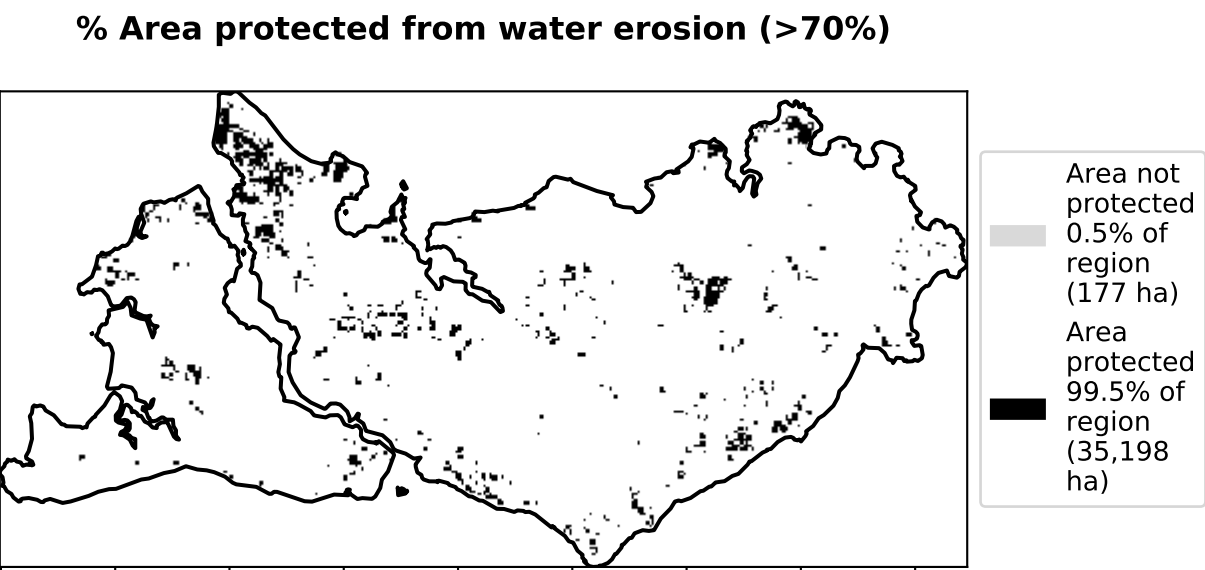 % Area protected from water erosion (>70%)
Area not
protected
0.5% of
region
(177 ha)
Area
protected
99.5% of
region
(35,198
ha)